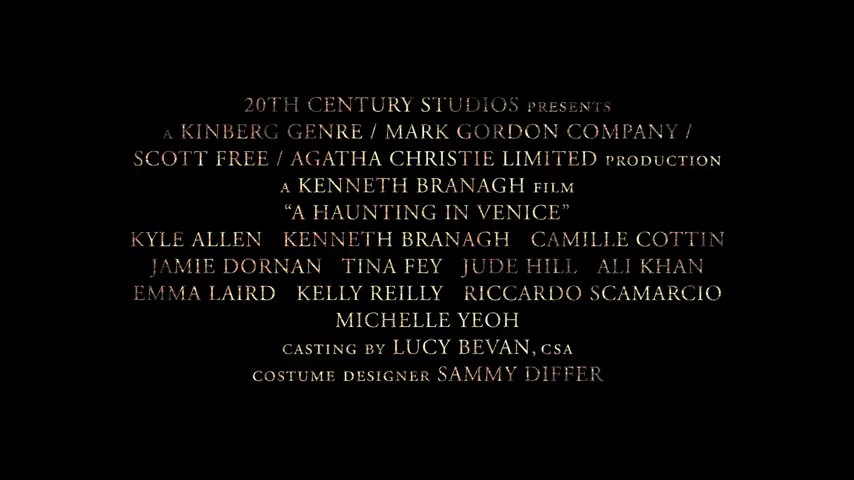 20TH CENTURY STUDIOS PRESENTS
A KINBERG GENRE / MARK GORDON COMPANY /
SCOTT FREE / AGATHA CHRISTIE LIMITED PRODUCTION
A KENNETH BRANAGH FILM
“A HAUNTING IN VENICE”
KYLE ALLEN KENNETH BRANAGH CAMILLE COTTIN
JAMIE DORNAN TINA FEY JUDE HILL ALI KHAN
EMMA LAIRD KELLY REILLY RICCARDO SCAMARCIO
MICHELLE YEOH
CASTING BY LUCY BEVAN, CSA
COSTUME DESIGNER SAMMY DIFFER